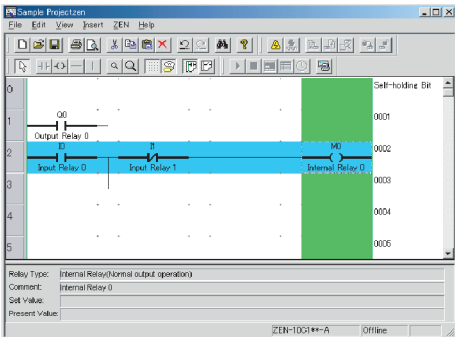 Sample Projectzen
File Edit View Insert ZEN Help
0
Self-holding Bit
1
Q0
0001
Output Relay 0
2
I0
I1
M0
0002
Input Relay 0
Input Relay 1
Internal Relay 0
3
0003
4
0004
5
0005
Relay Type: Internal Relay(Normal output operation)
Comment: Internal Relay 0
Set Value:
Present Value:
ZEN-10C1**-A
Offline